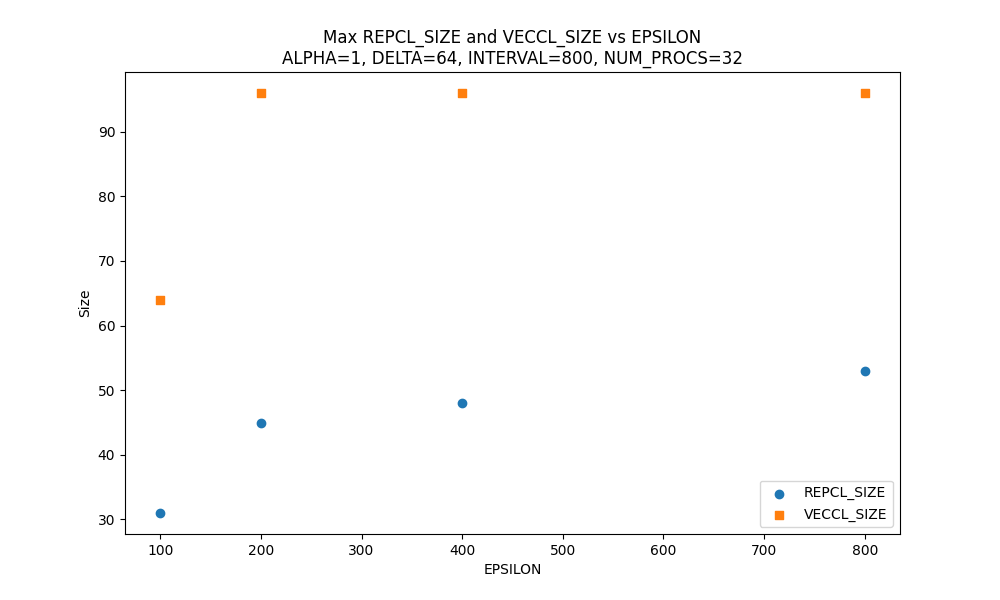 Max REPCL_SIZE and VECCL_SIZE vs EPSILON
ALPHA=1, DELTA=64, INTERVAL=800, NUM_PROCS=32
90
80
70
60
50
40
30
Size
100 200 300 400 500 600 700 800
EPSILON
REPCL_SIZE
VECCL_SIZE